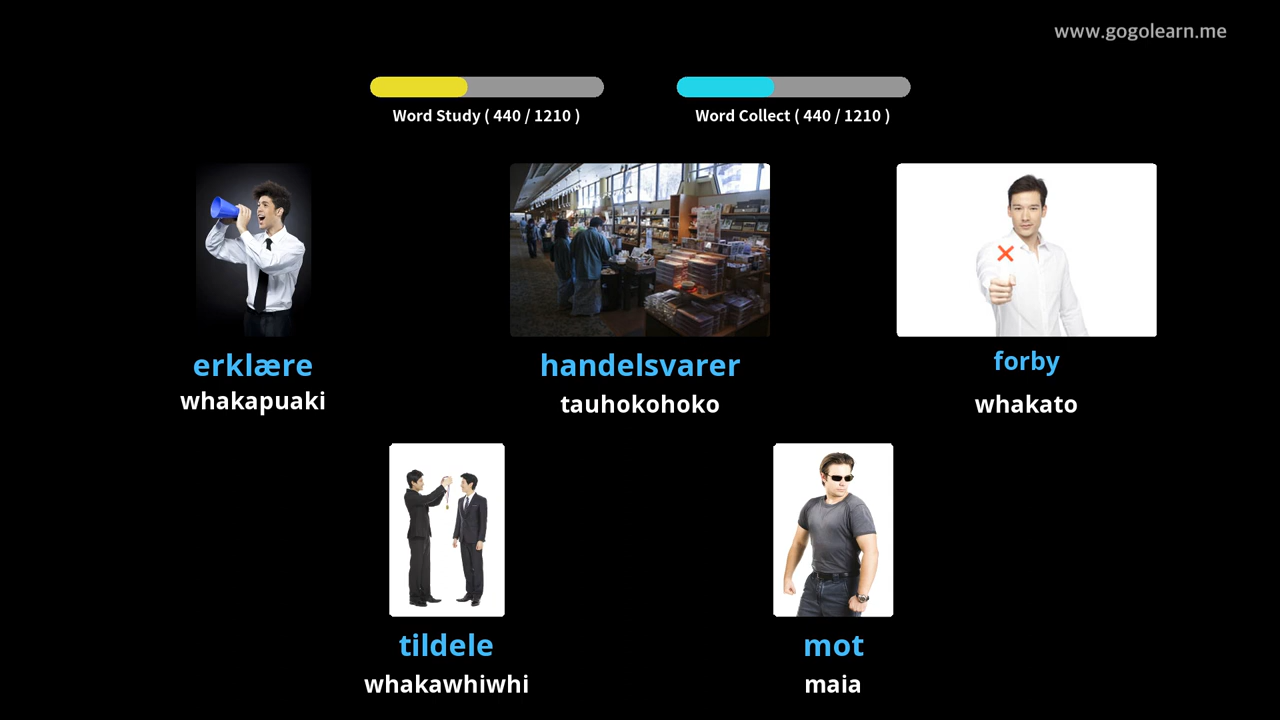 www.gogolearn.me
Word Study ( 440 / 1210 )
Word Collect ( 440 / 1210 )
erklære
whakapuaki
handelsvarer
tauhokohoko
forby
whakato
tildele
whakawhiwhi
mot
maia